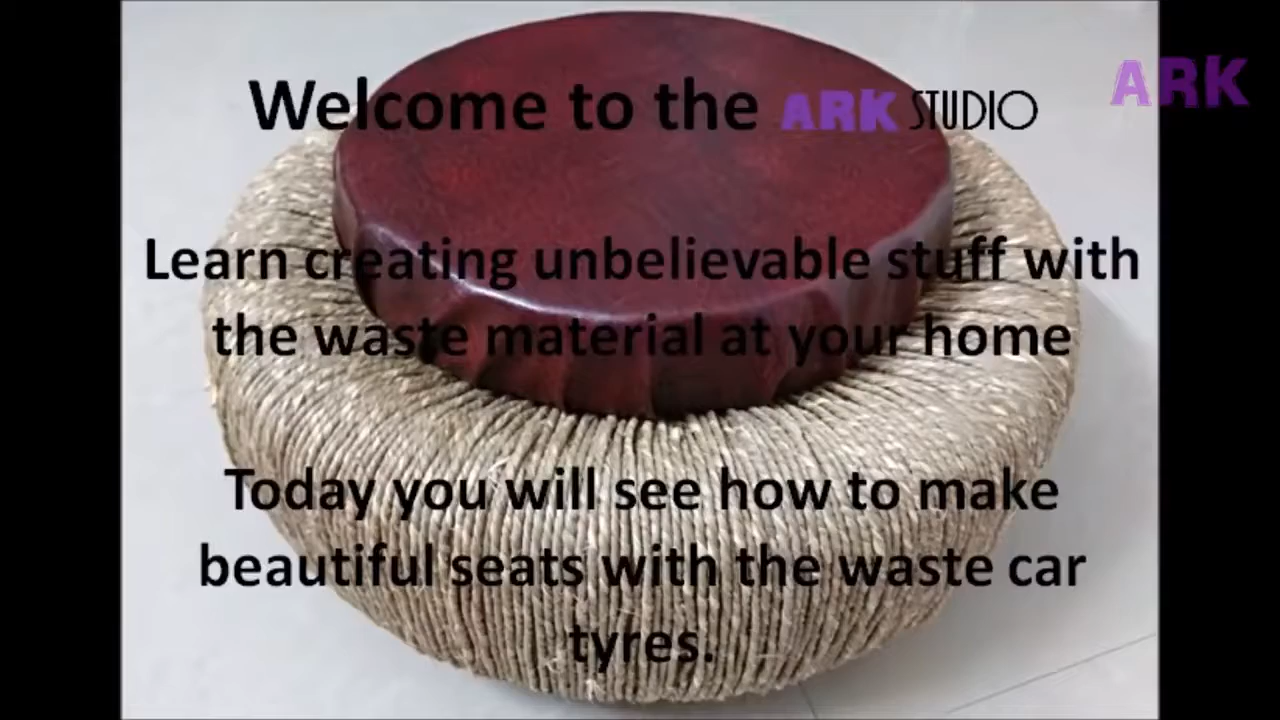 Welcome to the ARK STUDIO
ARK
Learn creating unbelievable stuff with
the waste material at your home
Today you will see how to make
beautiful seats with the waste car
tyres.